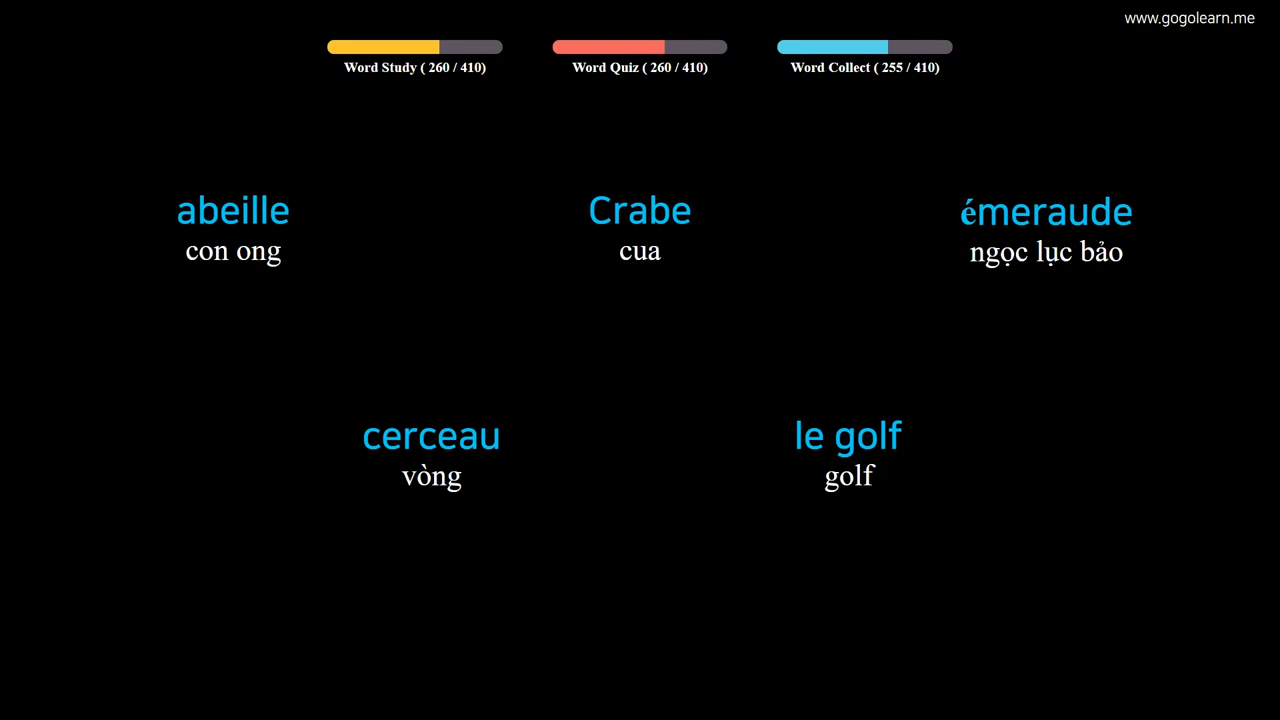 www.gogolearn.me
Word Study ( 260 / 410)
Word Quiz ( 260 / 410)
Word Collect ( 255 / 410)
abeille
con ong
Crabe
cua
émeraude
ngọc lục bảo
cerceau
vòng
le golf
golf